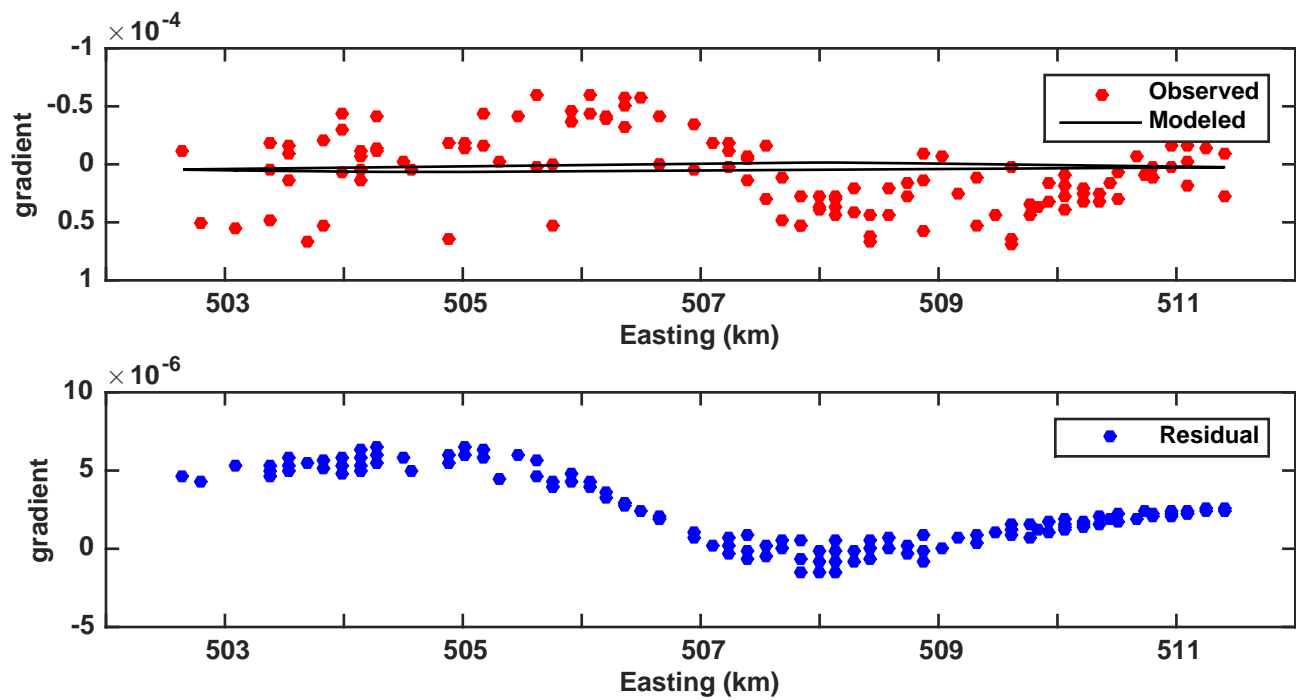 × 10^-4
-1
-0.5
0
0.5
1
gradient
Observed
Modeled
503 505 507 509 511
Easting (km)
× 10^-6
10
5
0
-5
gradient
Residual
503 505 507 509 511
Easting (km)